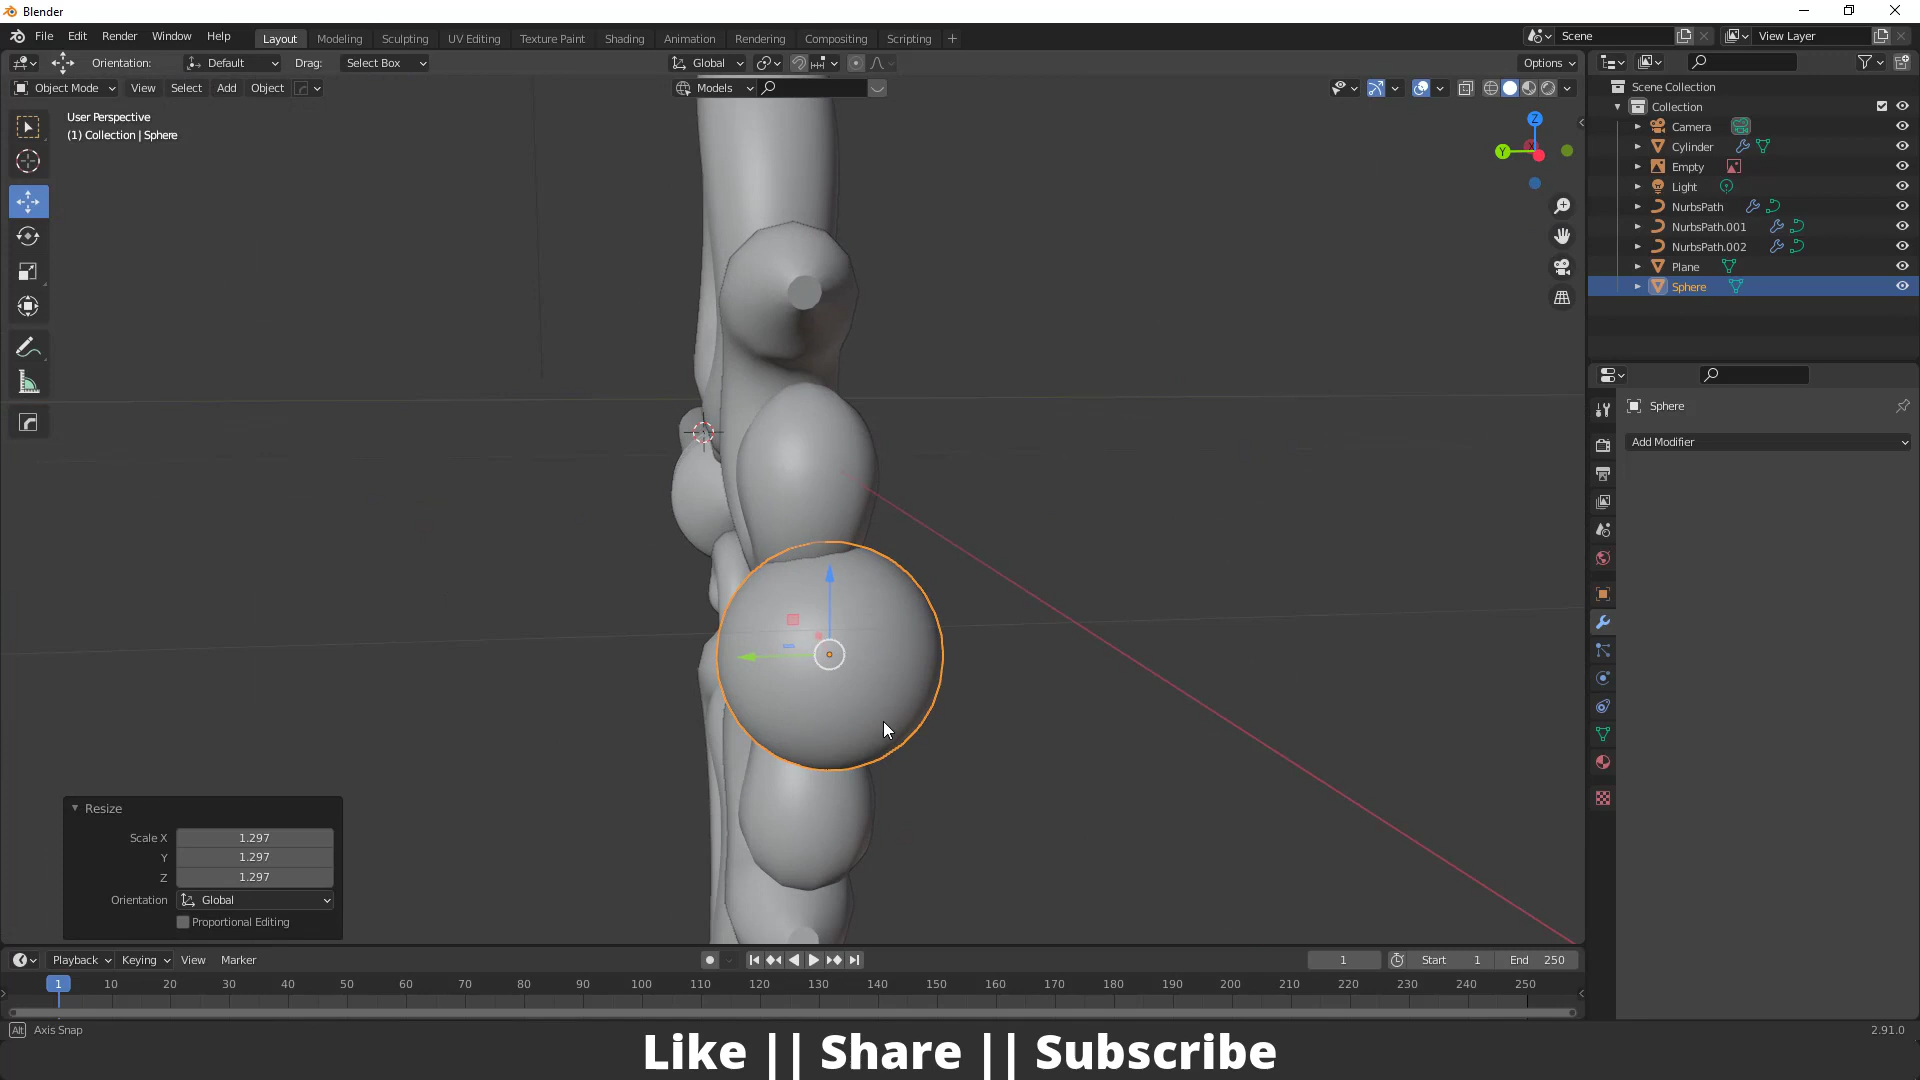 Blender
File Edit Render Window Help
Layout Modeling Sculpting UV Editing Texture Paint Shading Animation Rendering Compositing Scripting
Scene
View Layer
Orientation: Default Drag: Select Box
Global
Options
Object Mode View Select Add Object
Models
User Perspective
(1) Collection | Sphere
Z
Y
X
Scene Collection
Collection
Camera
Cylinder
Empty
Light
NurbsPath
NurbsPath.001
NurbsPath.002
Plane
Sphere
Sphere
Add Modifier
Resize
Scale X 1.297
Y 1.297
Z 1.297
Orientation Global
Proportional Editing
Playback Keying View Marker
1
Start 1
End 250
1 10 20 30 40 50 60 70 80 90 100 110 120 130 140 150 160 170 180 190 200 210 220 230 240 250
Alt Axis Snap
2.91.0
Like || Share || Subscribe